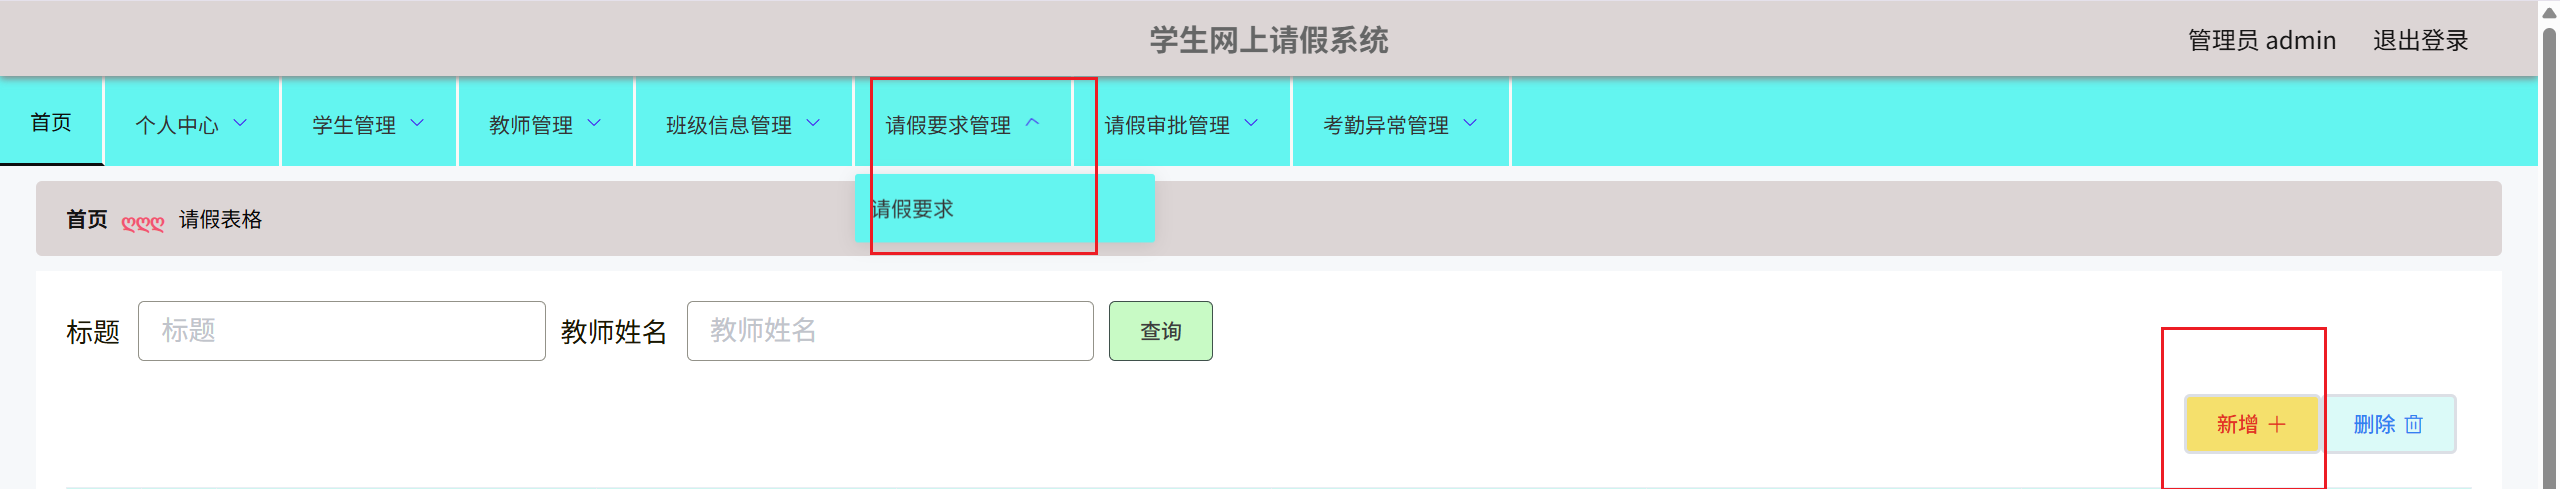 学生网上请假系统
管理员 admin 退出登录
首页 个人中心 学生管理 教师管理 班级信息管理 请假要求管理 请假审批管理 考勤异常管理
请假要求
首页 ღღღ 请假表格
标题 标题 教师姓名 教师姓名 查询
新增 删除